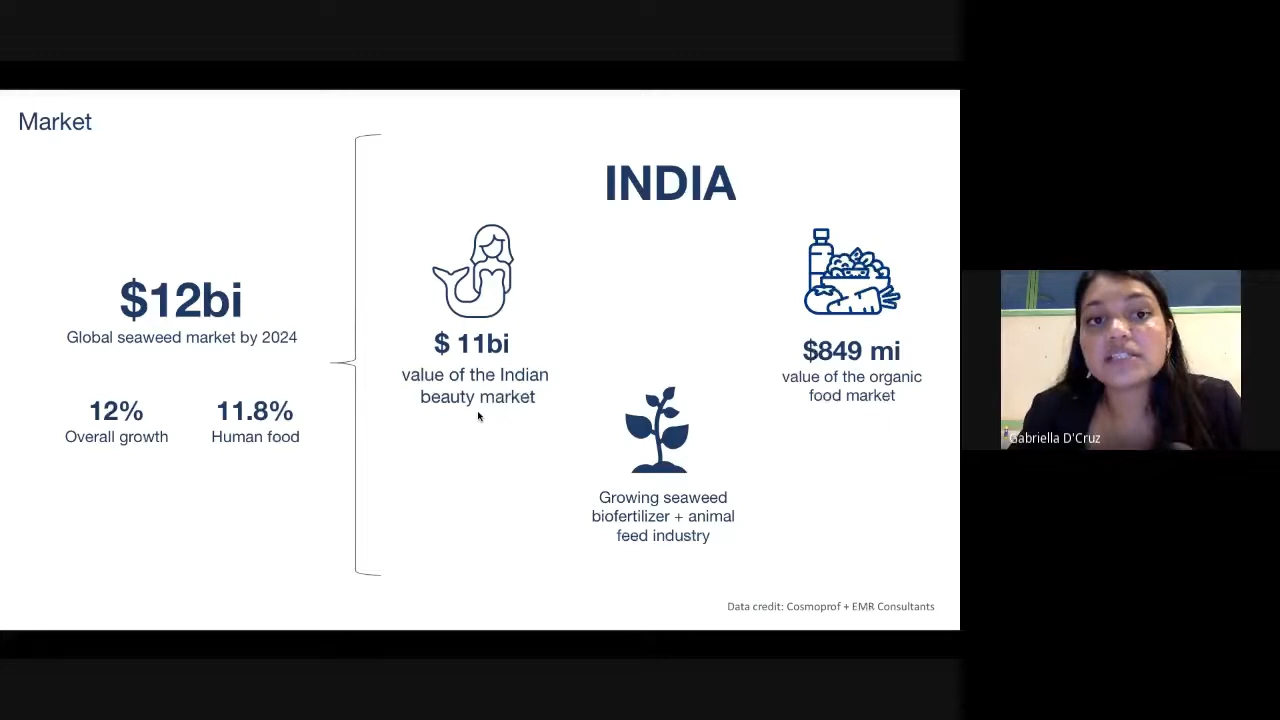 Market
$12bi
Global seaweed market by 2024
12%
Overall growth
11.8%
Human food
INDIA
$ 11bi
value of the Indian
beauty market
$849 mi
value of the organic
food market
Growing seaweed
biofertilizer + animal
feed industry
Data credit: Cosmoprof + EMR Consultants
Gabriella D'Cruz